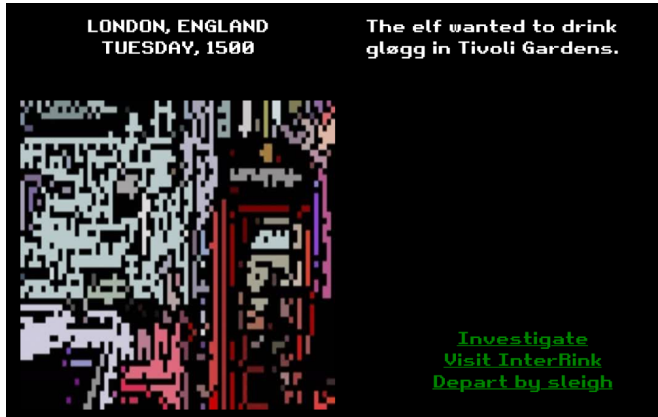 LONDON, ENGLAND
TUESDAY, 1500
The elf wanted to drink
gløgg in Tivoli Gardens.
Investigate
Visit InterRink
Depart by sleigh